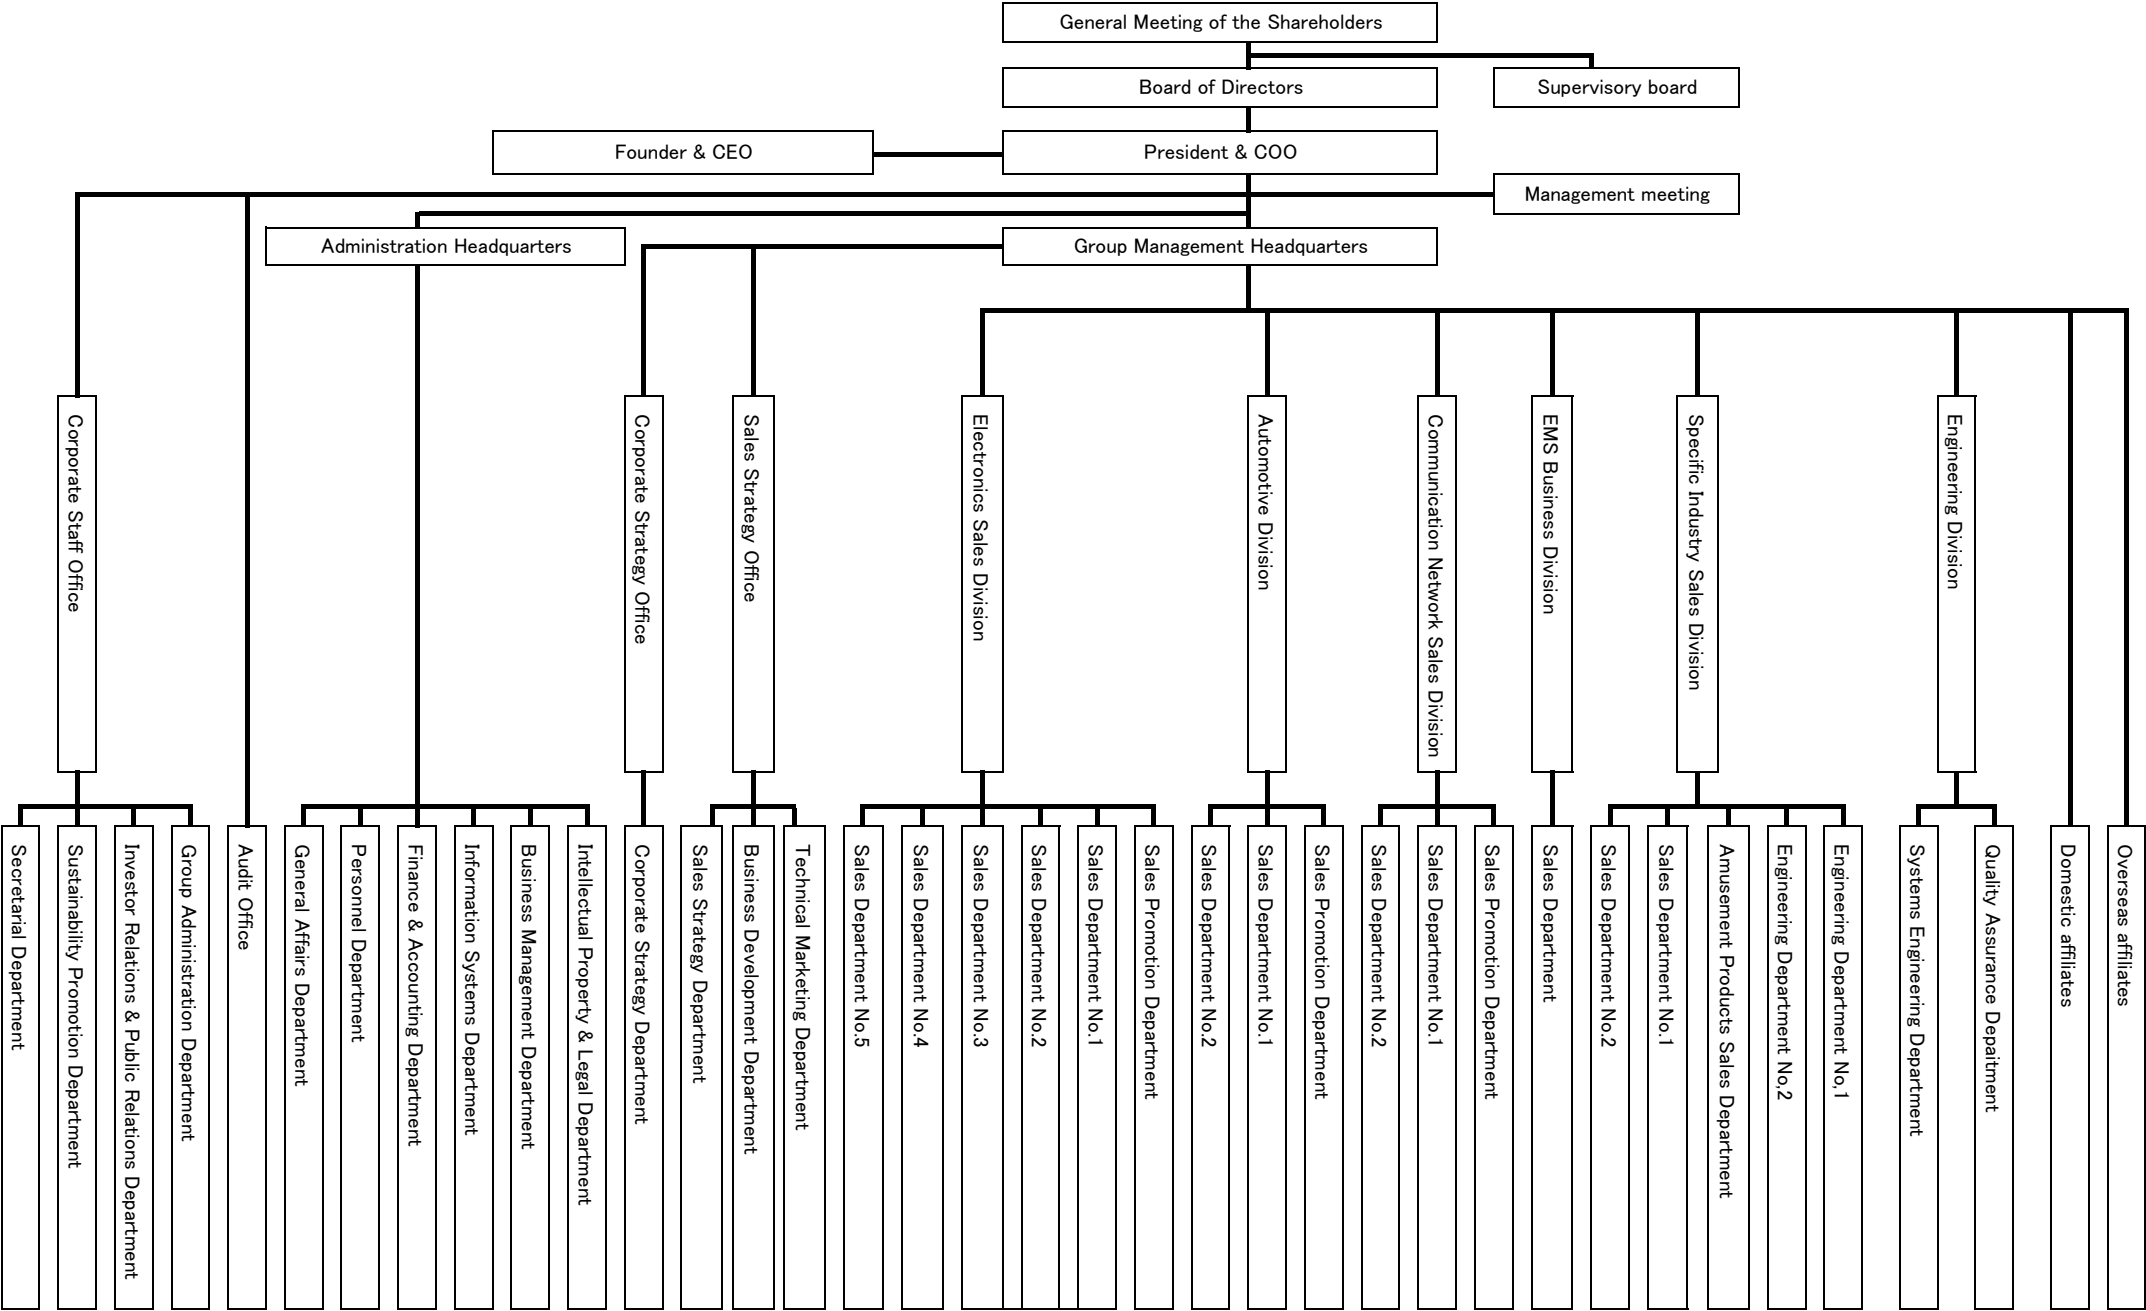 General Meeting of the Shareholders
Board of Directors
Supervisory board
Founder & CEO
President & COO
Management meeting
Administration Headquarters
Group Management Headquarters
Corporate Staff Office
Corporate Strategy Office
Sales Strategy Office
Electronics Sales Division
Automotive Division
Communication Network Sales Division
EMS Business Division
Specific Industry Sales Division
Engineering Division
Secretarial Department
Sustainability Promotion Department
Investor Relations & Public Relations Department
Group Administration Department
Audit Office
General Affairs Department
Personnel Department
Finance & Accounting Department
Information Systems Department
Business Management Department
Intellectual Property & Legal Department
Corporate Strategy Department
Sales Strategy Department
Business Development Department
Technical Marketing Department
Sales Department No.5
Sales Department No.4
Sales Department No.3
Sales Department No.2
Sales Department No.1
Sales Promotion Department
Sales Department No.2
Sales Department No.1
Sales Promotion Department
Sales Department No.2
Sales Department No.1
Sales Promotion Department
Sales Department
Sales Department No.2
Sales Department No.1
Amusement Products Sales Department
Engineering Department No,2
Engineering Department No,1
Systems Engineering Department
Quality Assurance Depaitment
Domestic affiliates
Overseas affiliates